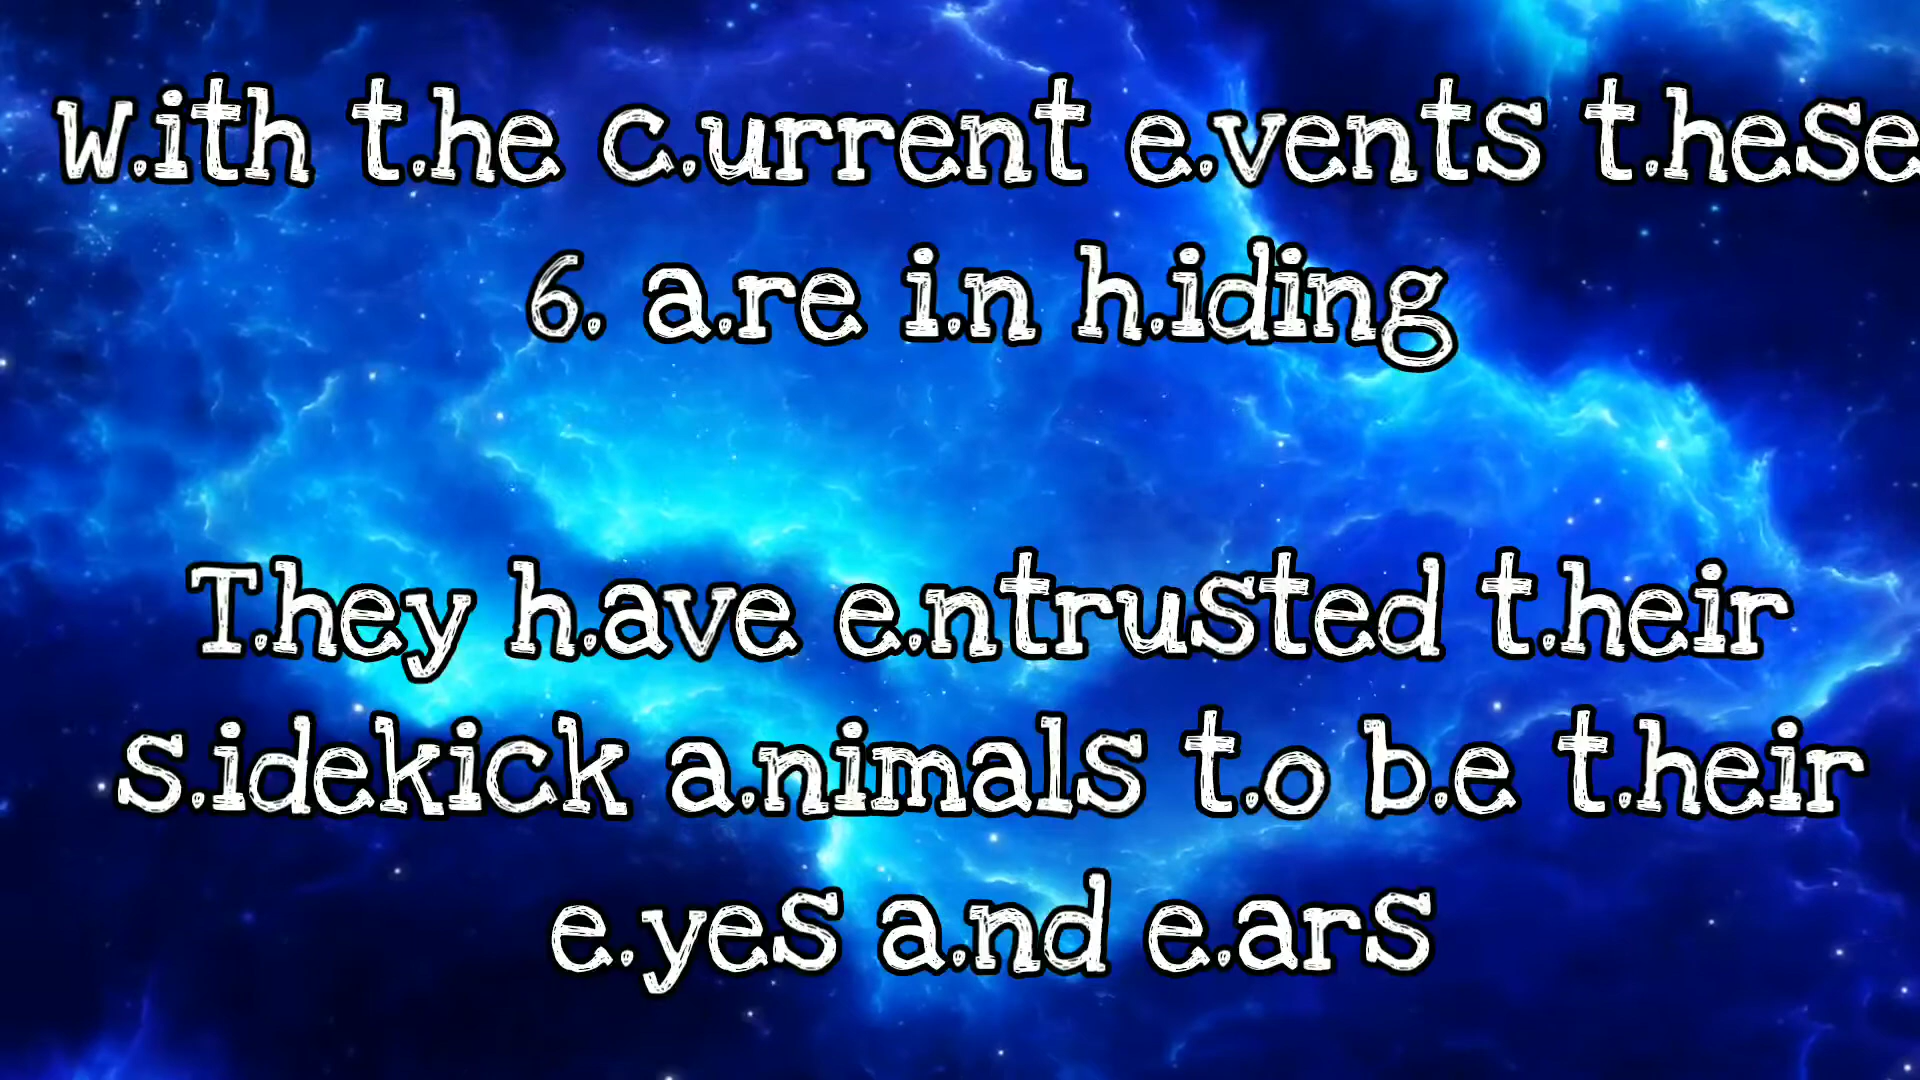 W.ith t.he c.urrent e.vents t.hese
6. a.re i.n h.iding
T.hey h.ave e.ntrusted t.heir
s.idekick a.nimals t.o b.e t.heir
e.yes a.nd e.ars